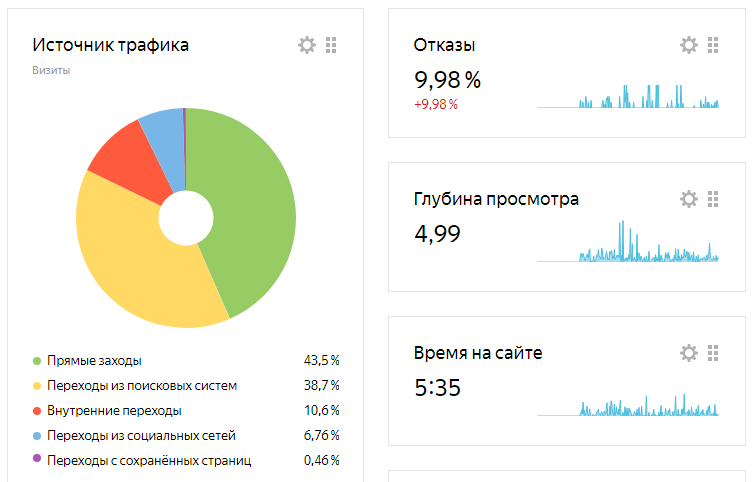 Источник трафика
Визиты
Прямые заходы 43,5 %
Переходы из поисковых систем 38,7 %
Внутренние переходы 10,6 %
Переходы из социальных сетей 6,76 %
Переходы с сохранённых страниц 0,46 %
Отказы
9,98 %
+9,98 %
Глубина просмотра
4,99
Время на сайте
5:35